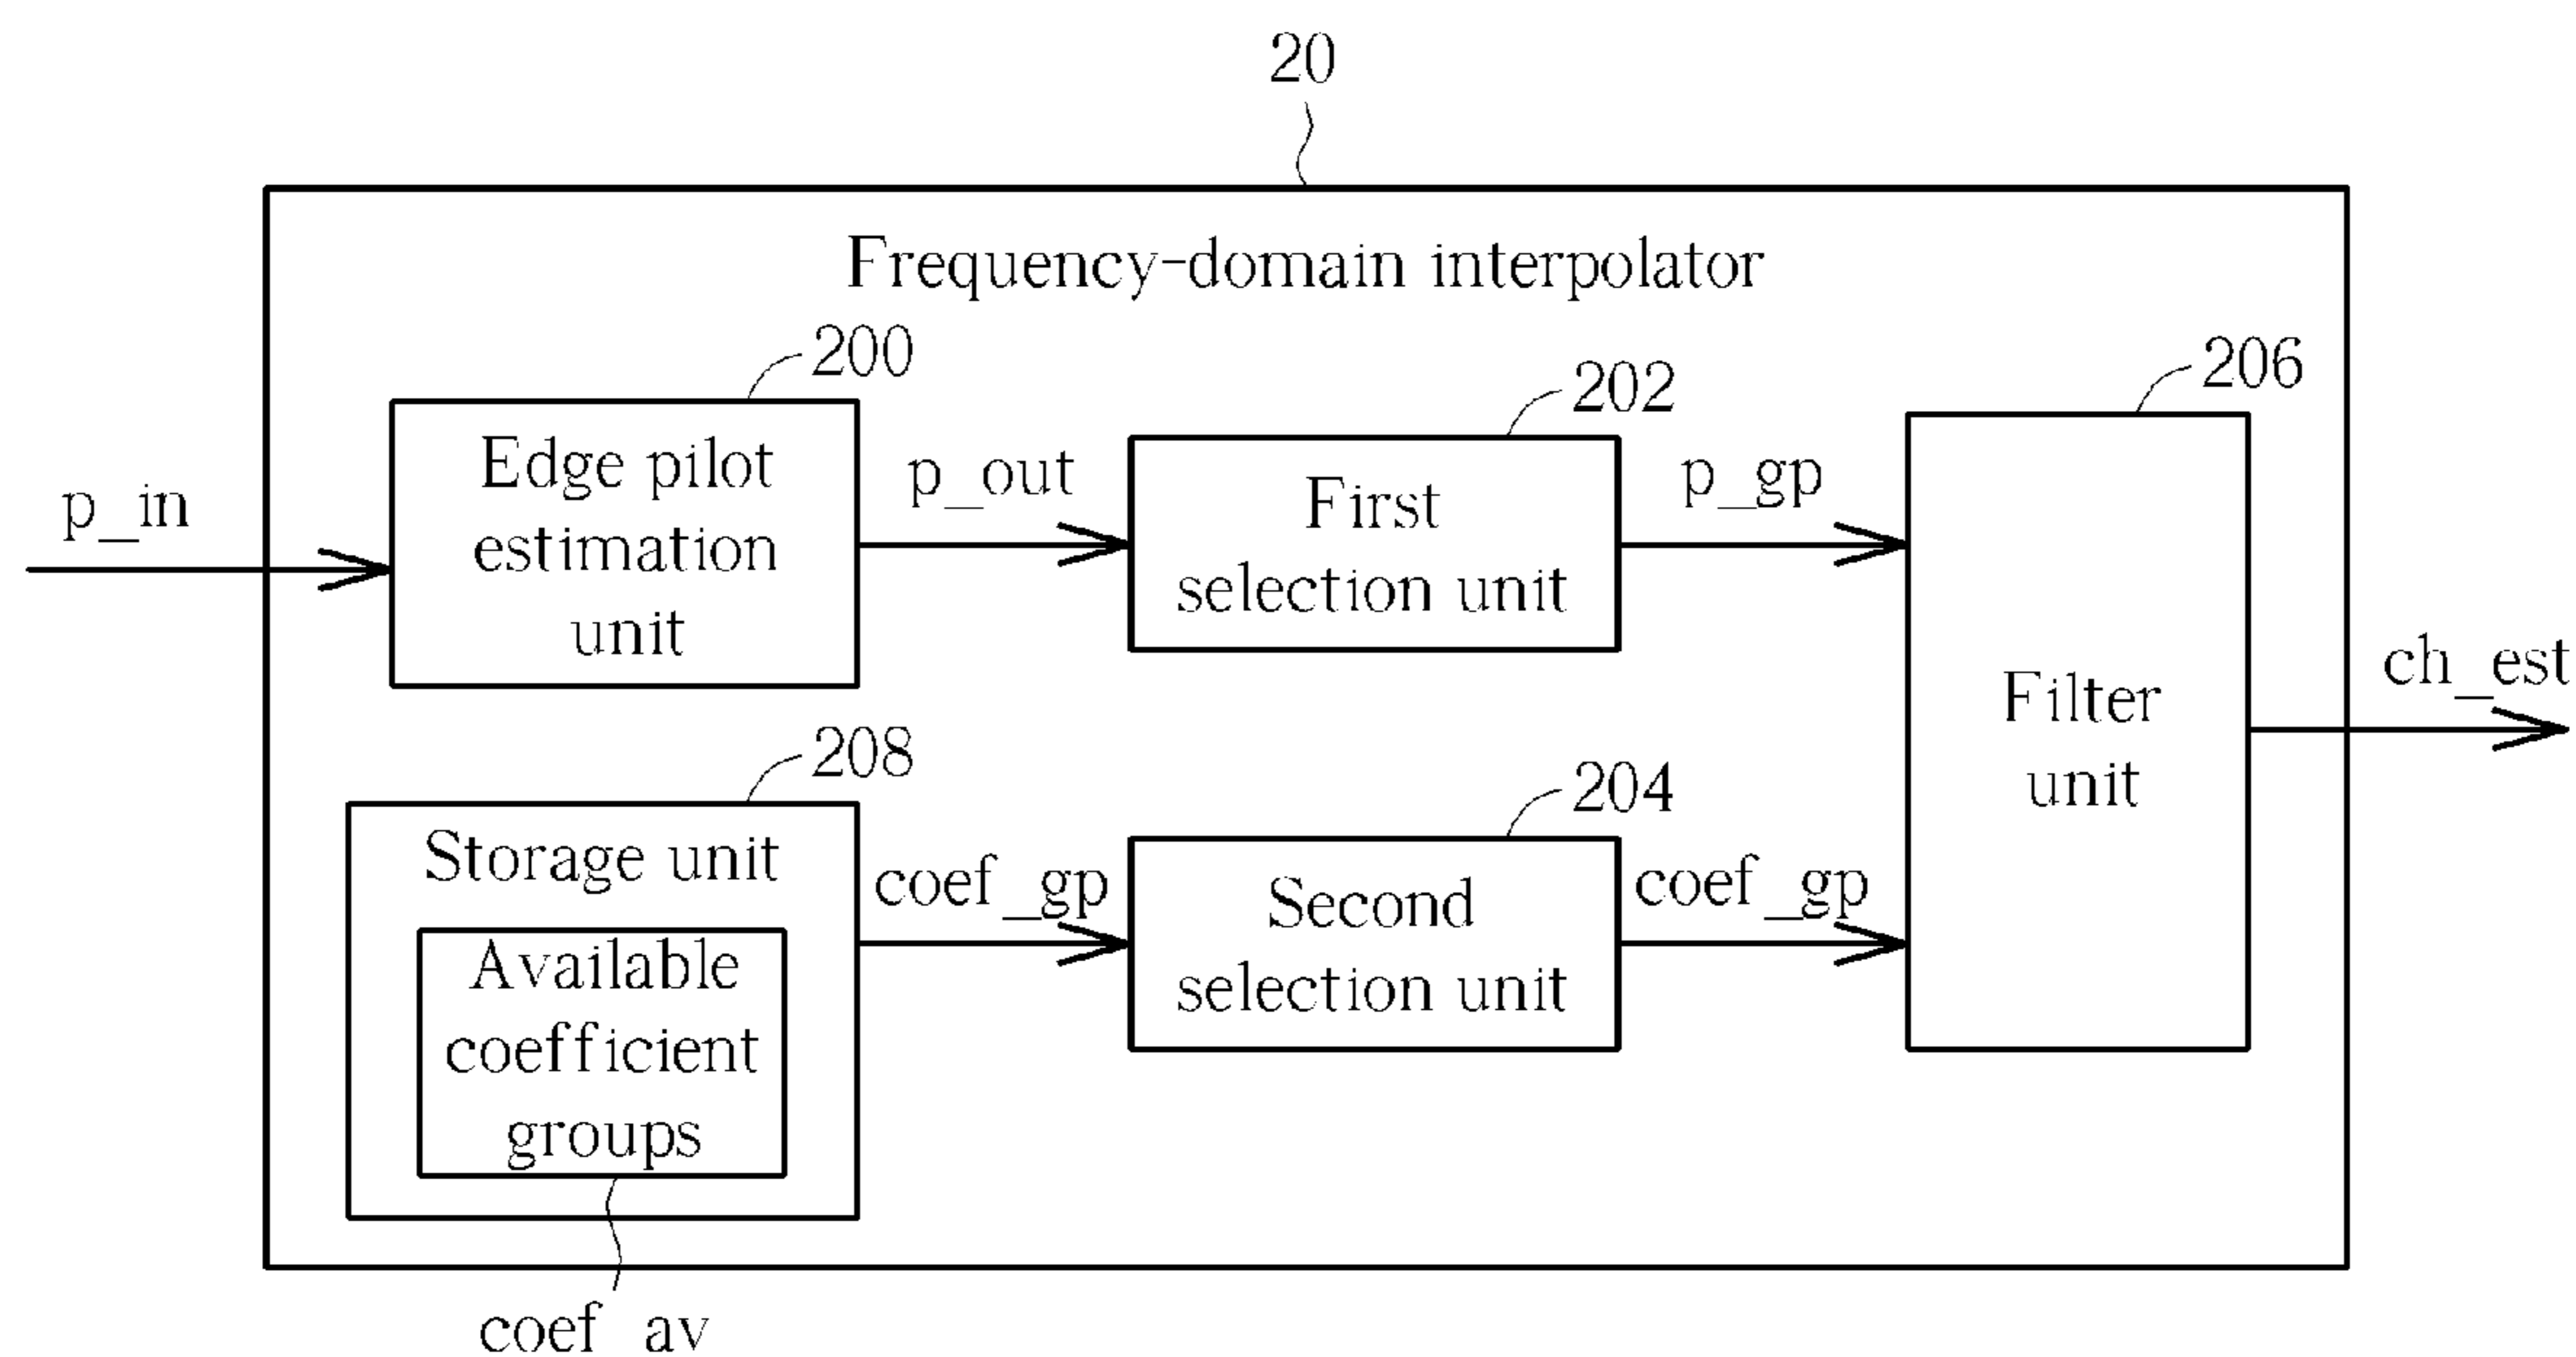 20
Frequency-domain interpolator
200
202
206
Edge pilot
estimation
unit
p_in
p_out
First
selection unit
p_gp
Filter
unit
ch_est
208
204
Storage unit
Available
coefficient
groups
coef_gp
Second
selection unit
coef_gp
coef_av